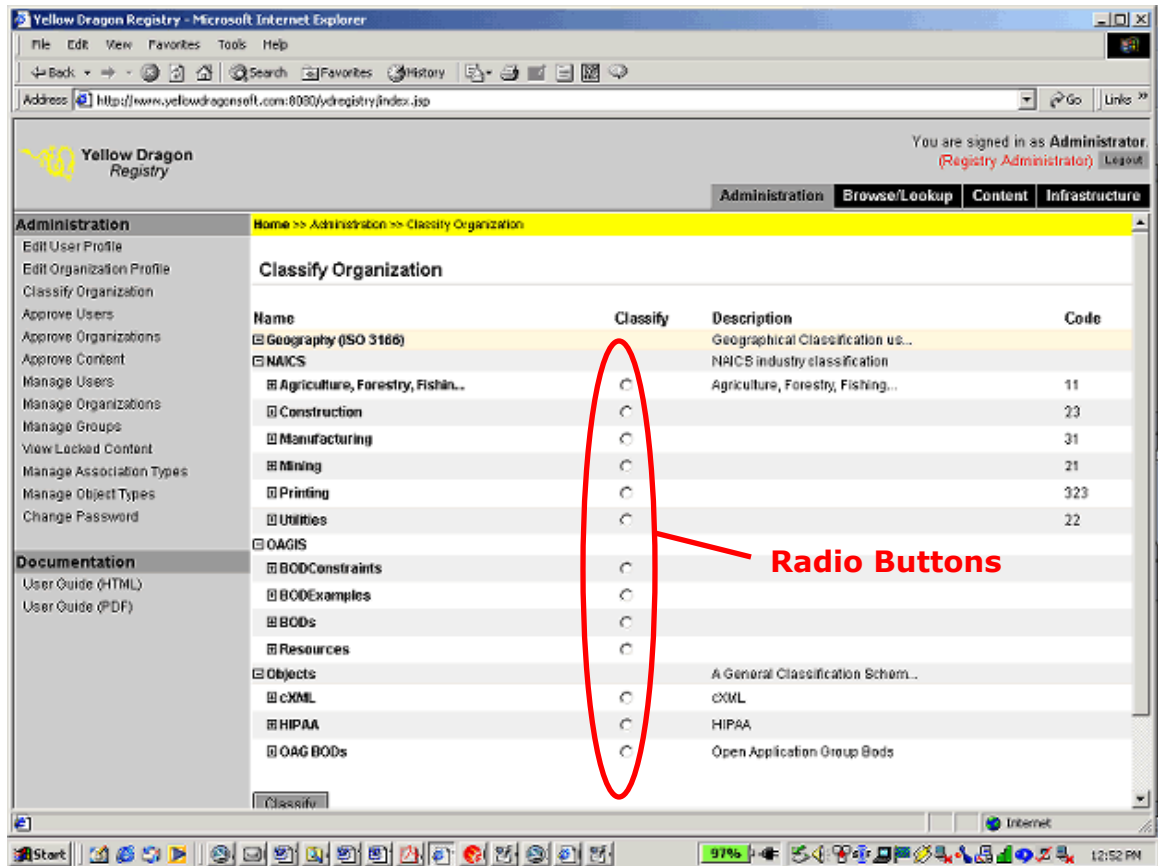 Yellow Dragon Registry - Microsoft Internet Explorer
File Edit View Favorites Tools Help
Back Search Favorites History
Address http://www.yellowdragonsoft.com:8080/ydregistry/index.jsp Go Links »
Yellow Dragon
Registry
You are signed in as Administrator.
(Registry Administrator) Logout
Administration Browse/Lookup Content Infrastructure
Administration
Edit User Profile
Edit Organization Profile
Classify Organization
Approve Users
Approve Organizations
Approve Content
Manage Users
Manage Organizations
Manage Groups
View Locked Content
Manage Association Types
Manage Object Types
Change Password
Documentation
User Guide (HTML)
User Guide (PDF)
Home >> Administration >> Classify Organization
Classify Organization
Name Classify Description Code
Geography (ISO 3166) Geographical Classification us...
NAICS NAICS industry classification
Agriculture, Forestry, Fishin... Agriculture, Forestry, Fishing... 11
Construction 23
Manufacturing 31
Mining 21
Printing 323
Utilities 22
OAGIS
Radio Buttons
BODConstraints
BODExamples
BODs
Resources
Objects A General Classification Schem...
cXML cXML
HIPAA HIPAA
OAG BODs Open Application Group Bods
Classify
Internet
Start 97% 12:52 PM